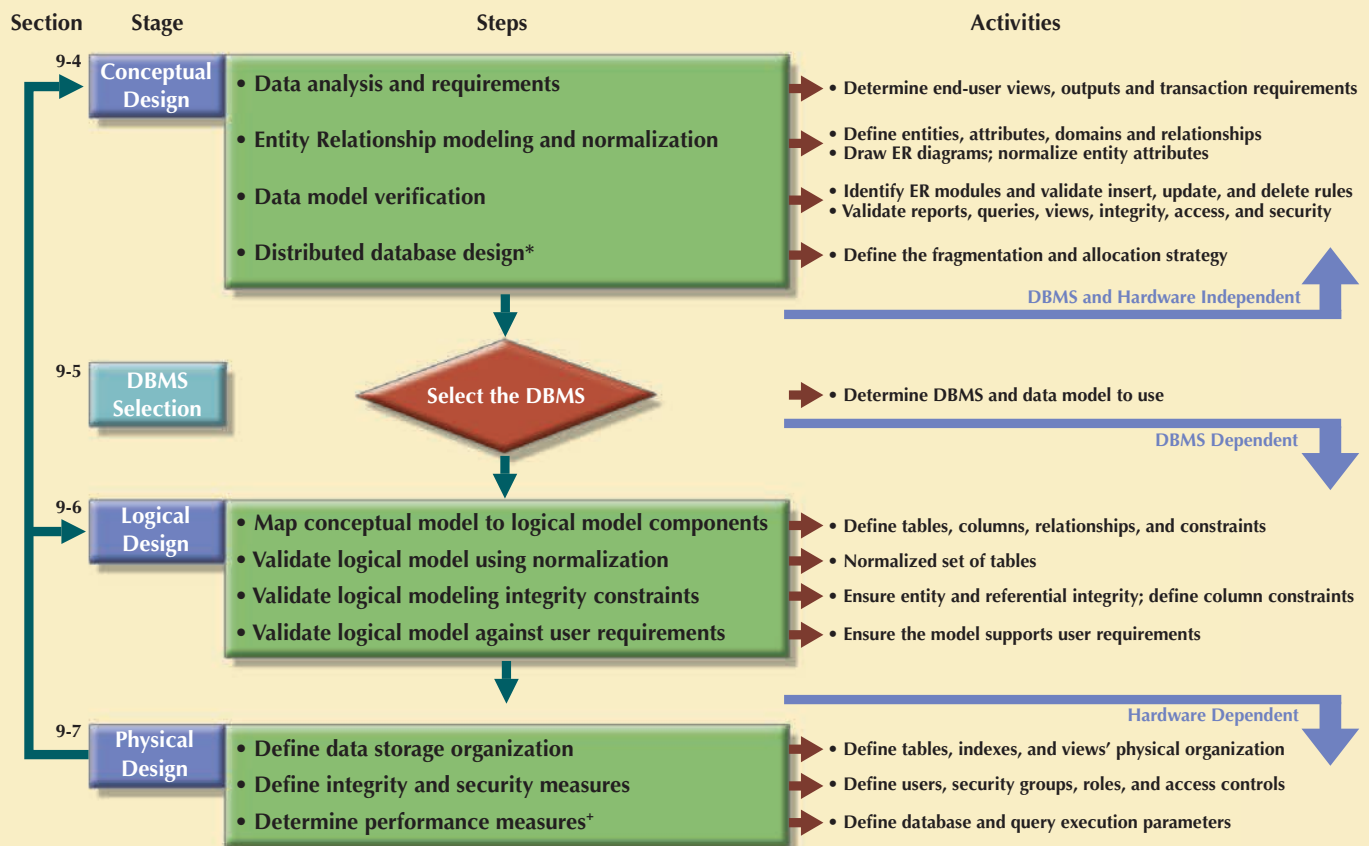 Section Stage Steps Activities
9-4
Conceptual
Design
• Data analysis and requirements
• Determine end-user views, outputs and transaction requirements
• Entity Relationship modeling and normalization
• Define entities, attributes, domains and relationships
• Draw ER diagrams; normalize entity attributes
• Data model verification
• Identify ER modules and validate insert, update, and delete rules
• Validate reports, queries, views, integrity, access, and security
• Distributed database design*
• Define the fragmentation and allocation strategy
DBMS and Hardware Independent
9-5
DBMS
Selection
Select the DBMS
• Determine DBMS and data model to use
DBMS Dependent
9-6
Logical
Design
• Map conceptual model to logical model components
• Define tables, columns, relationships, and constraints
• Validate logical model using normalization
• Normalized set of tables
• Validate logical modeling integrity constraints
• Ensure entity and referential integrity; define column constraints
• Validate logical model against user requirements
• Ensure the model supports user requirements
Hardware Dependent
9-7
Physical
Design
• Define data storage organization
• Define tables, indexes, and views’ physical organization
• Define integrity and security measures
• Define users, security groups, roles, and access controls
• Determine performance measures⁺
• Define database and query execution parameters